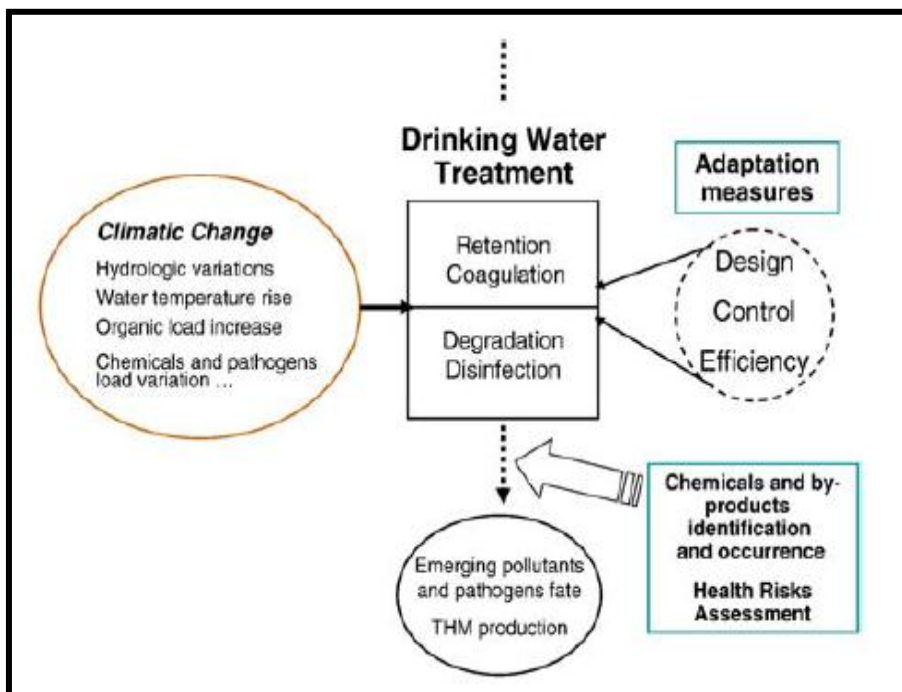 Drinking Water
Treatment
Climatic Change
Hydrologic variations
Water temperature rise
Organic load increase
Chemicals and pathogens
load variation ...
Retention
Coagulation
Degradation
Disinfection
Adaptation
measures
Design
Control
Efficiency
Emerging pollutants
and pathogens fate
THM production
Chemicals and by-
products
identification
and occurrence
Health Risks
Assessment